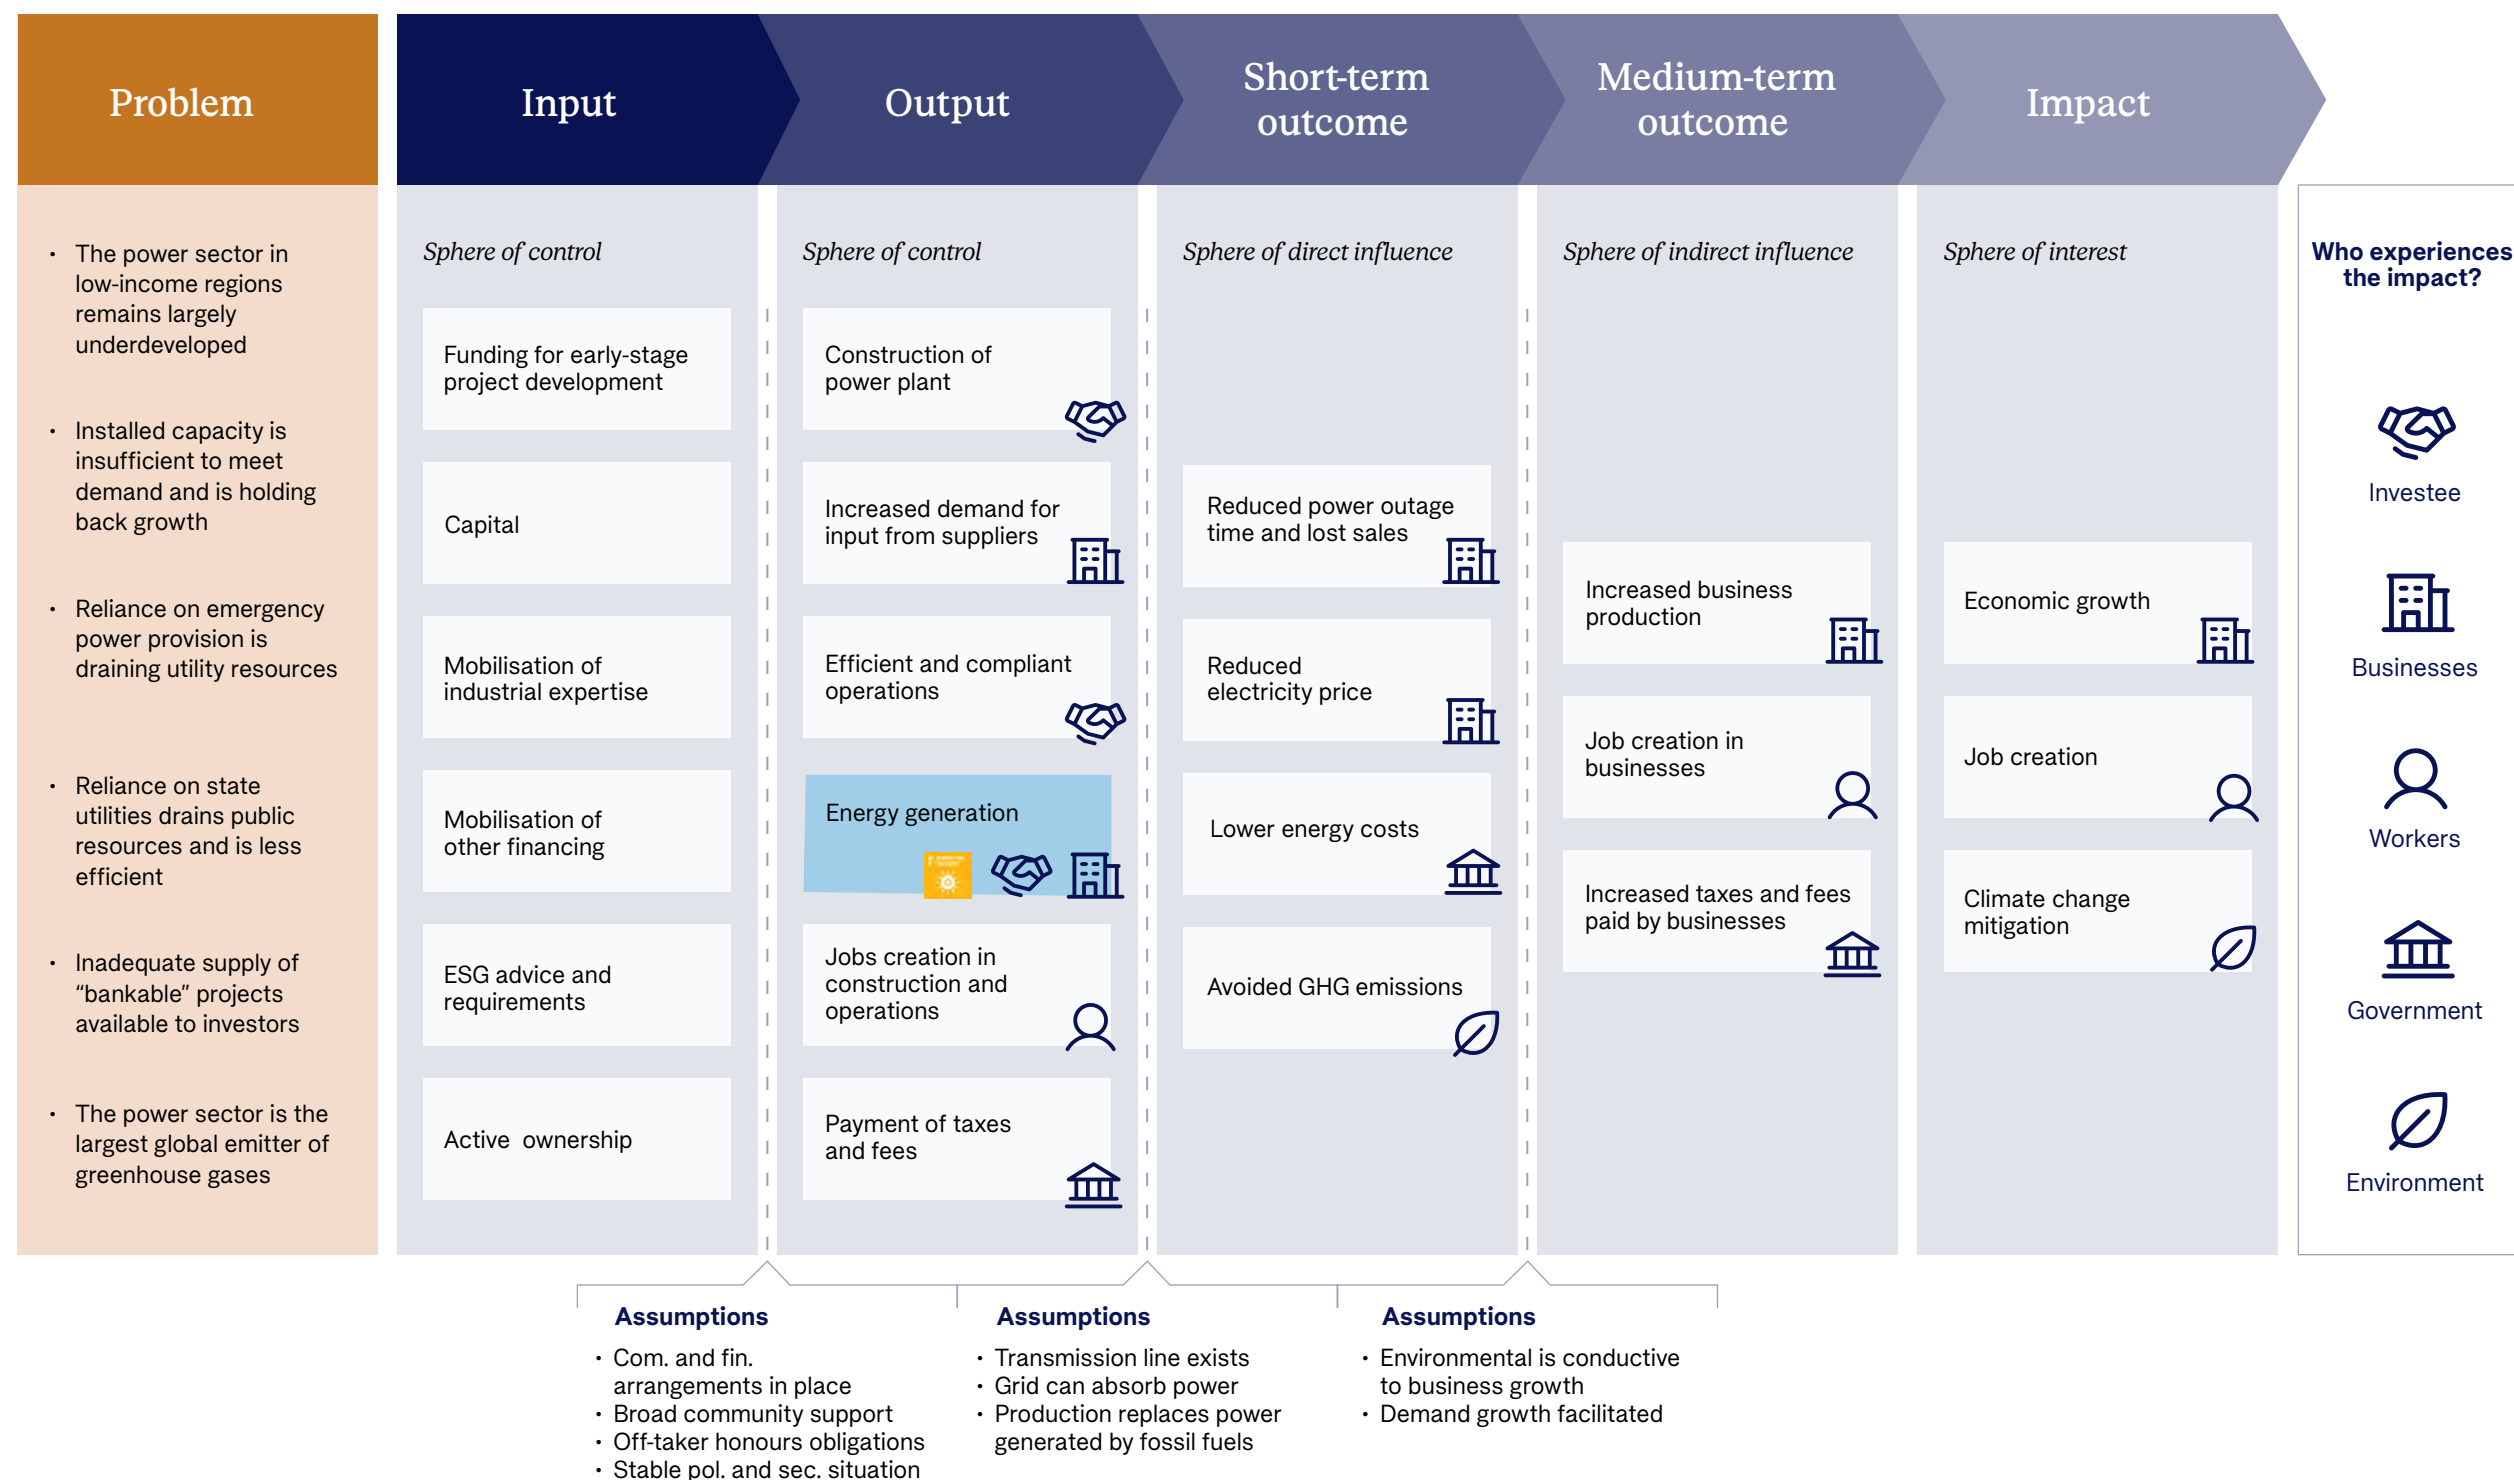 Problem
Input
Output
Short-term
outcome
Medium-term
outcome
Impact
The power sector in
low-income regions
remains largely
underdeveloped
Installed capacity is
insufficient to meet
demand and is holding
back growth
Reliance on emergency
power provision is
draining utility resources
Reliance on state
utilities drains public
resources and is less
efficient
Inadequate supply of
“bankable” projects
available to investors
The power sector is the
largest global emitter of
greenhouse gases
Sphere of control
Funding for early-stage
project development
Capital
Mobilisation of
industrial expertise
Mobilisation of
other financing
ESG advice and
requirements
Active ownership
Sphere of control
Construction of
power plant
Increased demand for
input from suppliers
Efficient and compliant
operations
Energy generation
Jobs creation in
construction and
operations
Payment of taxes
and fees
Sphere of direct influence
Reduced power outage
time and lost sales
Reduced
electricity price
Lower energy costs
Avoided GHG emissions
Sphere of indirect influence
Increased business
production
Job creation in
businesses
Increased taxes and fees
paid by businesses
Sphere of interest
Economic growth
Job creation
Climate change
mitigation
Who experiences
the impact?
Investee
Businesses
Workers
Government
Environment
Assumptions
Com. and fin.
arrangements in place
Broad community support
Off-taker honours obligations
Stable pol. and sec. situation
Assumptions
Transmission line exists
Grid can absorb power
Production replaces power
generated by fossil fuels
Assumptions
Environmental is conductive
to business growth
Demand growth facilitated